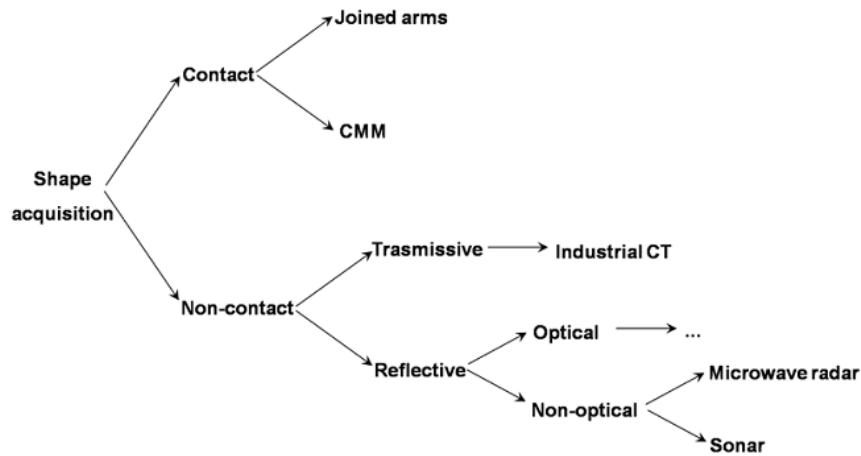 Joined arms
Contact
CMM
Shape
acquisition
Trasmissive
Industrial CT
Non-contact
Optical
...
Reflective
Microwave radar
Non-optical
Sonar